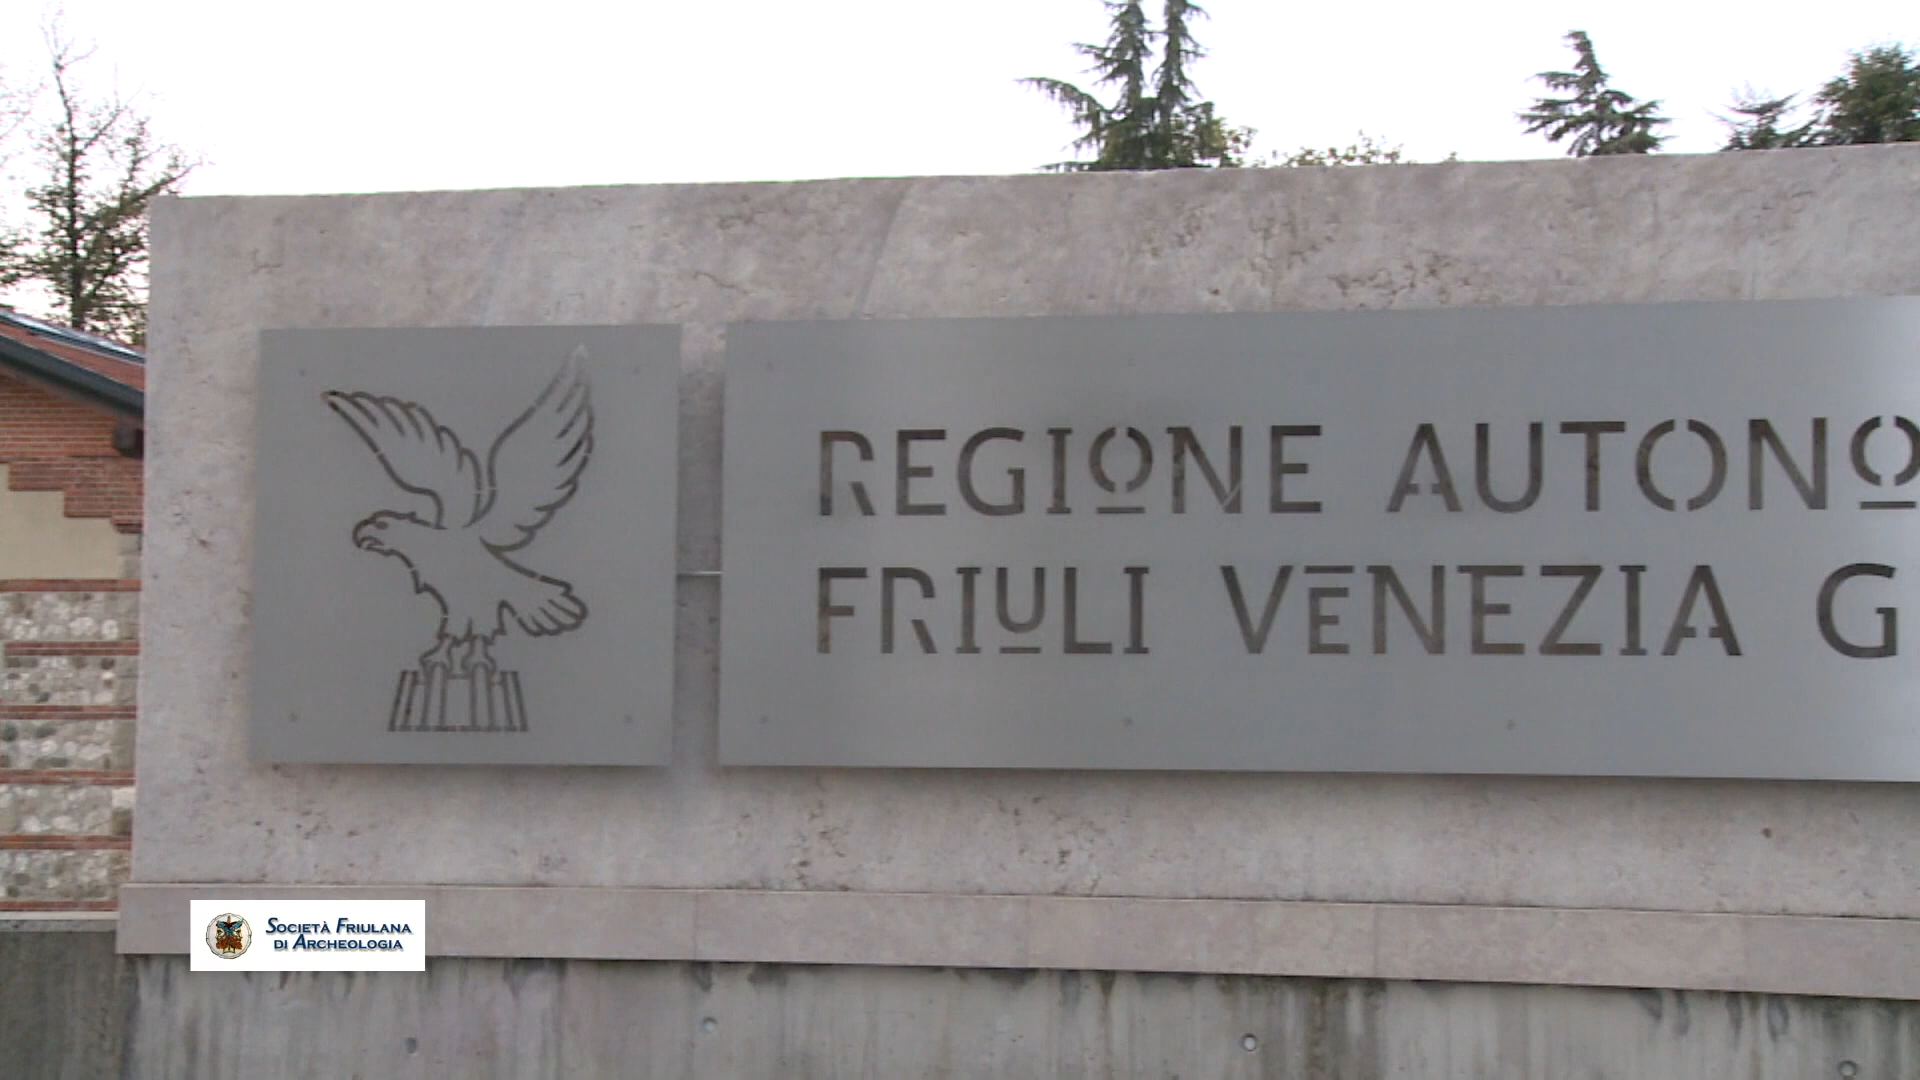 REGIONE AUTONO
FRIULI VENEZIA G
SOCIETÀ FRIULANA
DI ARCHEOLOGIA